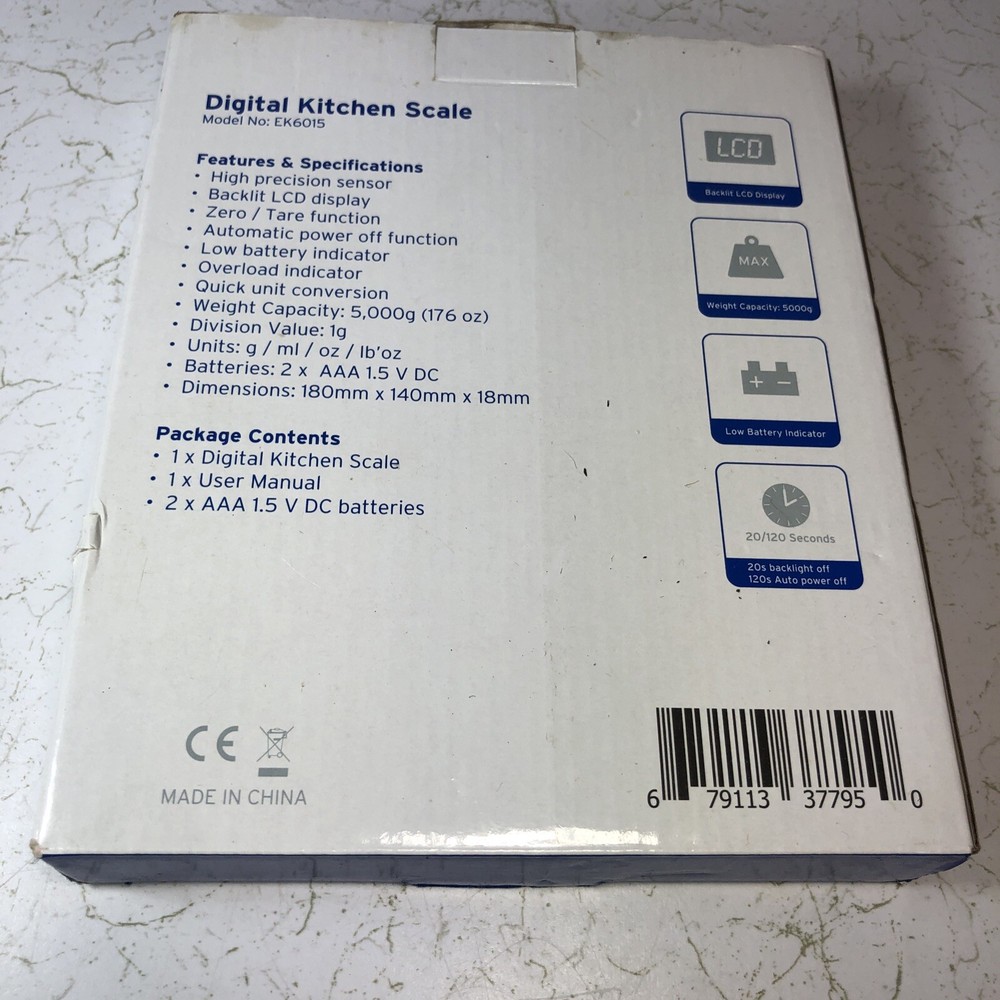 Digital Kitchen Scale
Model No: EK6015
Features & Specifications
• High precision sensor
• Backlit LCD display
• Zero / Tare function
• Automatic power off function
• Low battery indicator
• Overload indicator
• Quick unit conversion
• Weight Capacity: 5,000g (176 oz)
• Division Value: 1g
• Units: g / ml / oz / lb'oz
• Batteries: 2 x AAA 1.5 V DC
• Dimensions: 180mm x 140mm x 18mm
Package Contents
• 1 x Digital Kitchen Scale
• 1 x User Manual
• 2 x AAA 1.5 V DC batteries
LCD
Backlit LCD Display
MAX
Weight Capacity: 5000g
+ −
Low Battery Indicator
20/120 Seconds
20s backlight off
120s Auto power off
CE
MADE IN CHINA
6 79113 37795 0